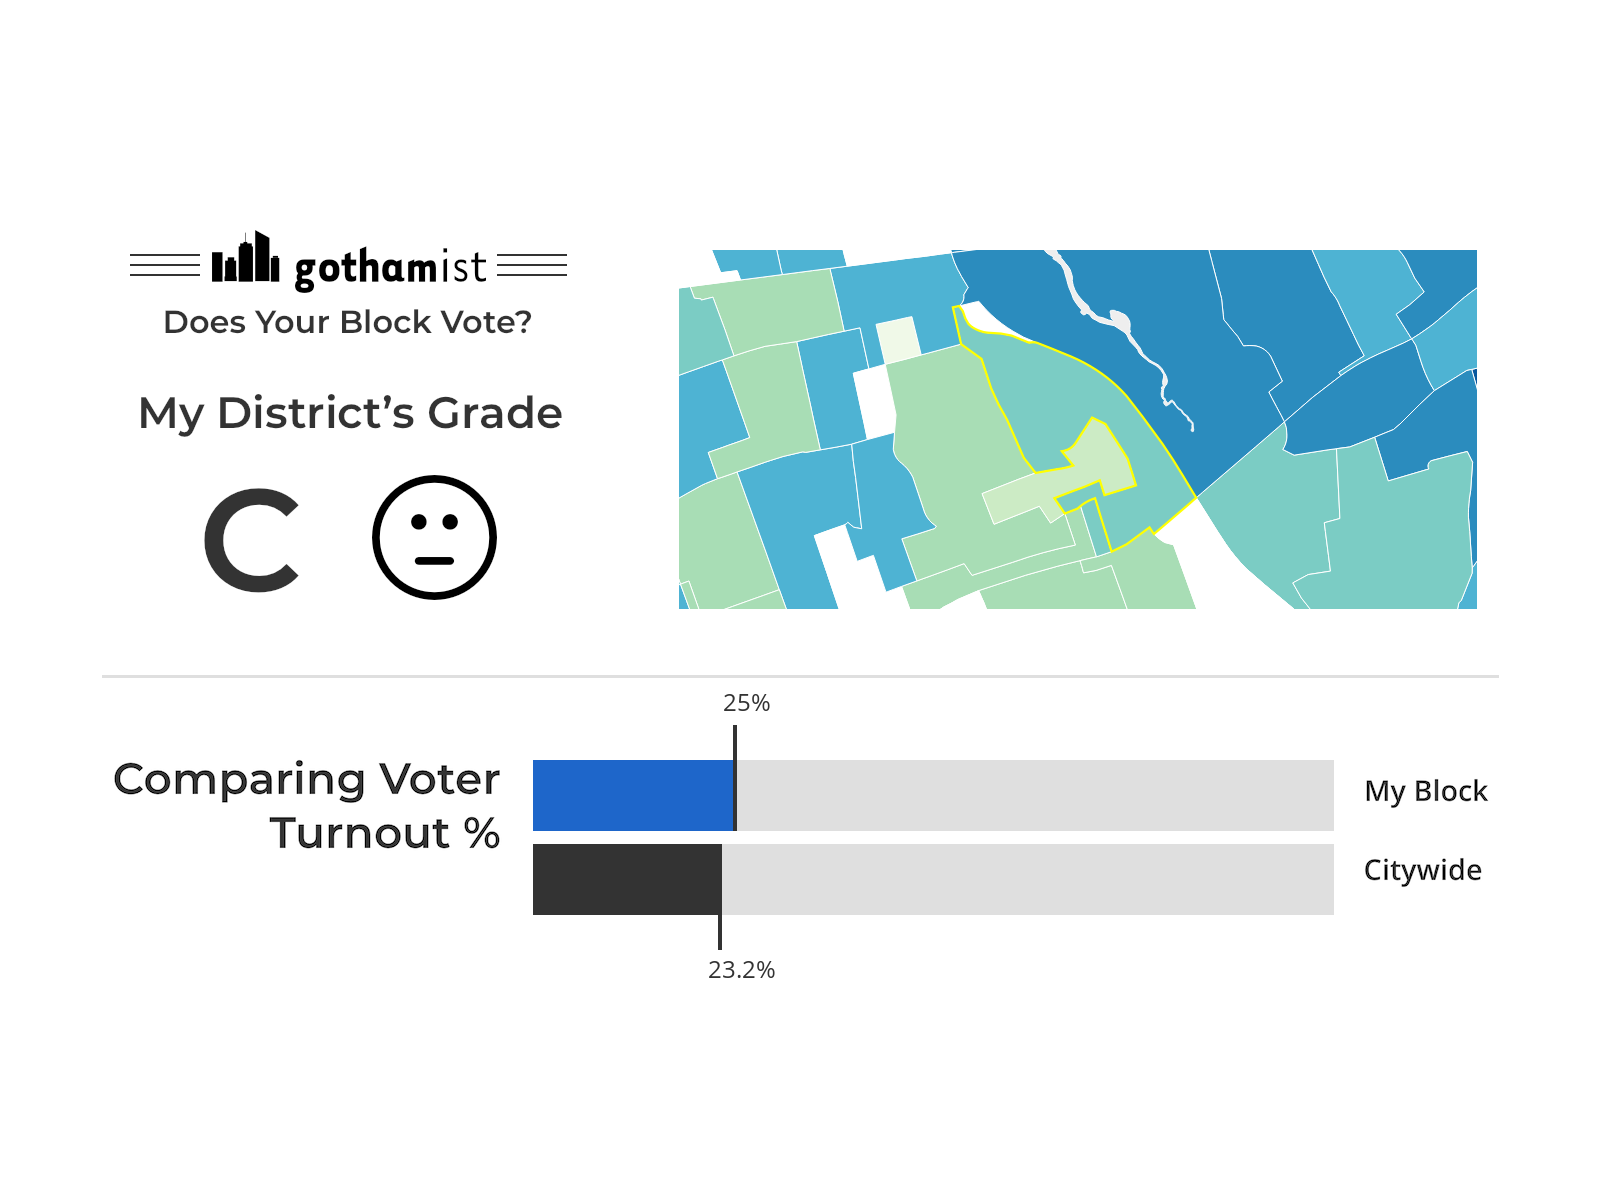 gothamist
Does Your Block Vote?
My District’s Grade
C
25%
Comparing Voter
Turnout %
My Block
Citywide
23.2%